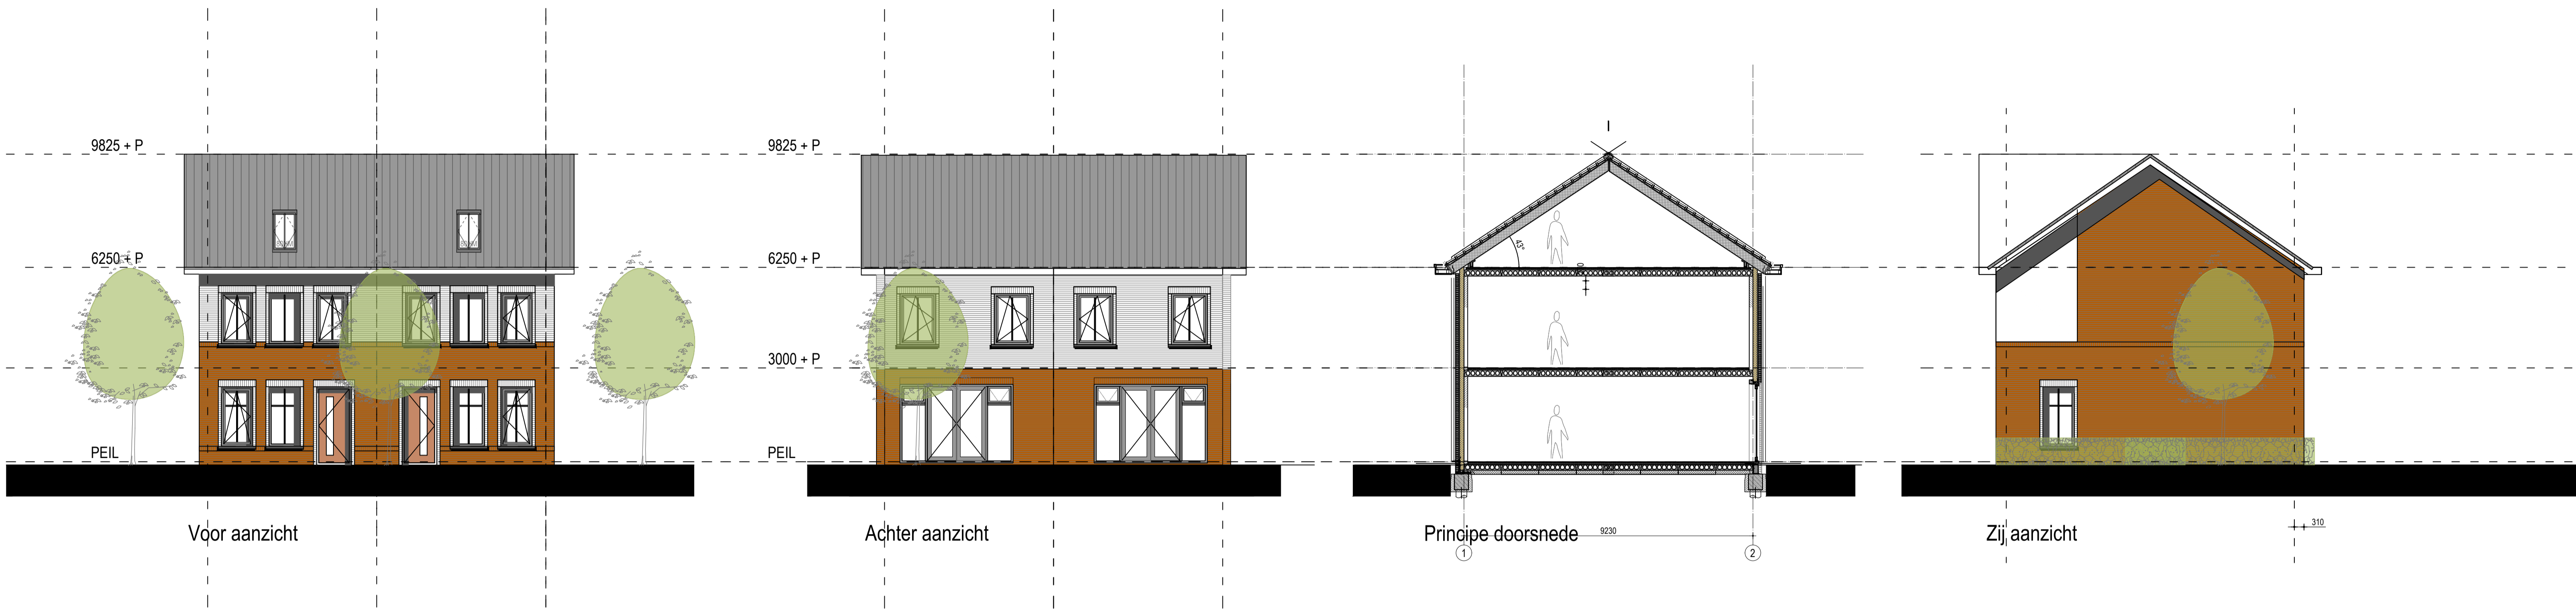 9825 + P
6250 + P
PEIL
Voor aanzicht
9825 + P
6250 + P
3000 + P
PEIL
Achter aanzicht
43°
Principe doorsnede
9230
1
2
310
Zij aanzicht